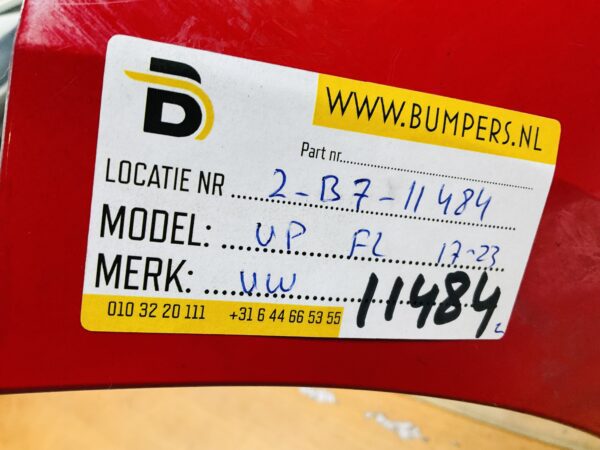 B
WWW.BUMPERS.NL
Part nr
LOCATIE NR 2-B7-11484
MODEL: UP FL 17-23
MERK: VW
11484
010 32 20 111 +31 6 44 66 53 55